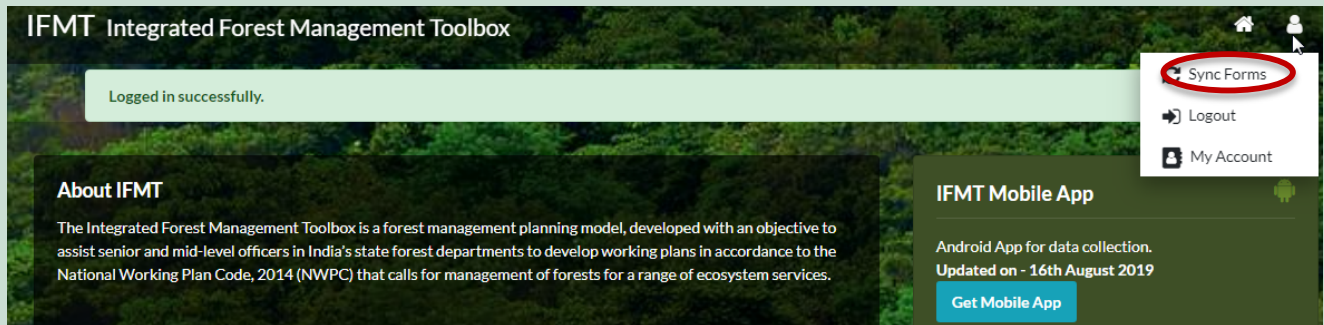 IFMT Integrated Forest Management Toolbox
Logged in successfully.
Sync Forms
Logout
My Account
About IFMT
The Integrated Forest Management Toolbox is a forest management planning model, developed with an objective to
assist senior and mid-level officers in India's state forest departments to develop working plans in accordance to the
National Working Plan Code, 2014 (NWPC) that calls for management of forests for a range of ecosystem services.
IFMT Mobile App
Android App for data collection.
Updated on - 16th August 2019
Get Mobile App